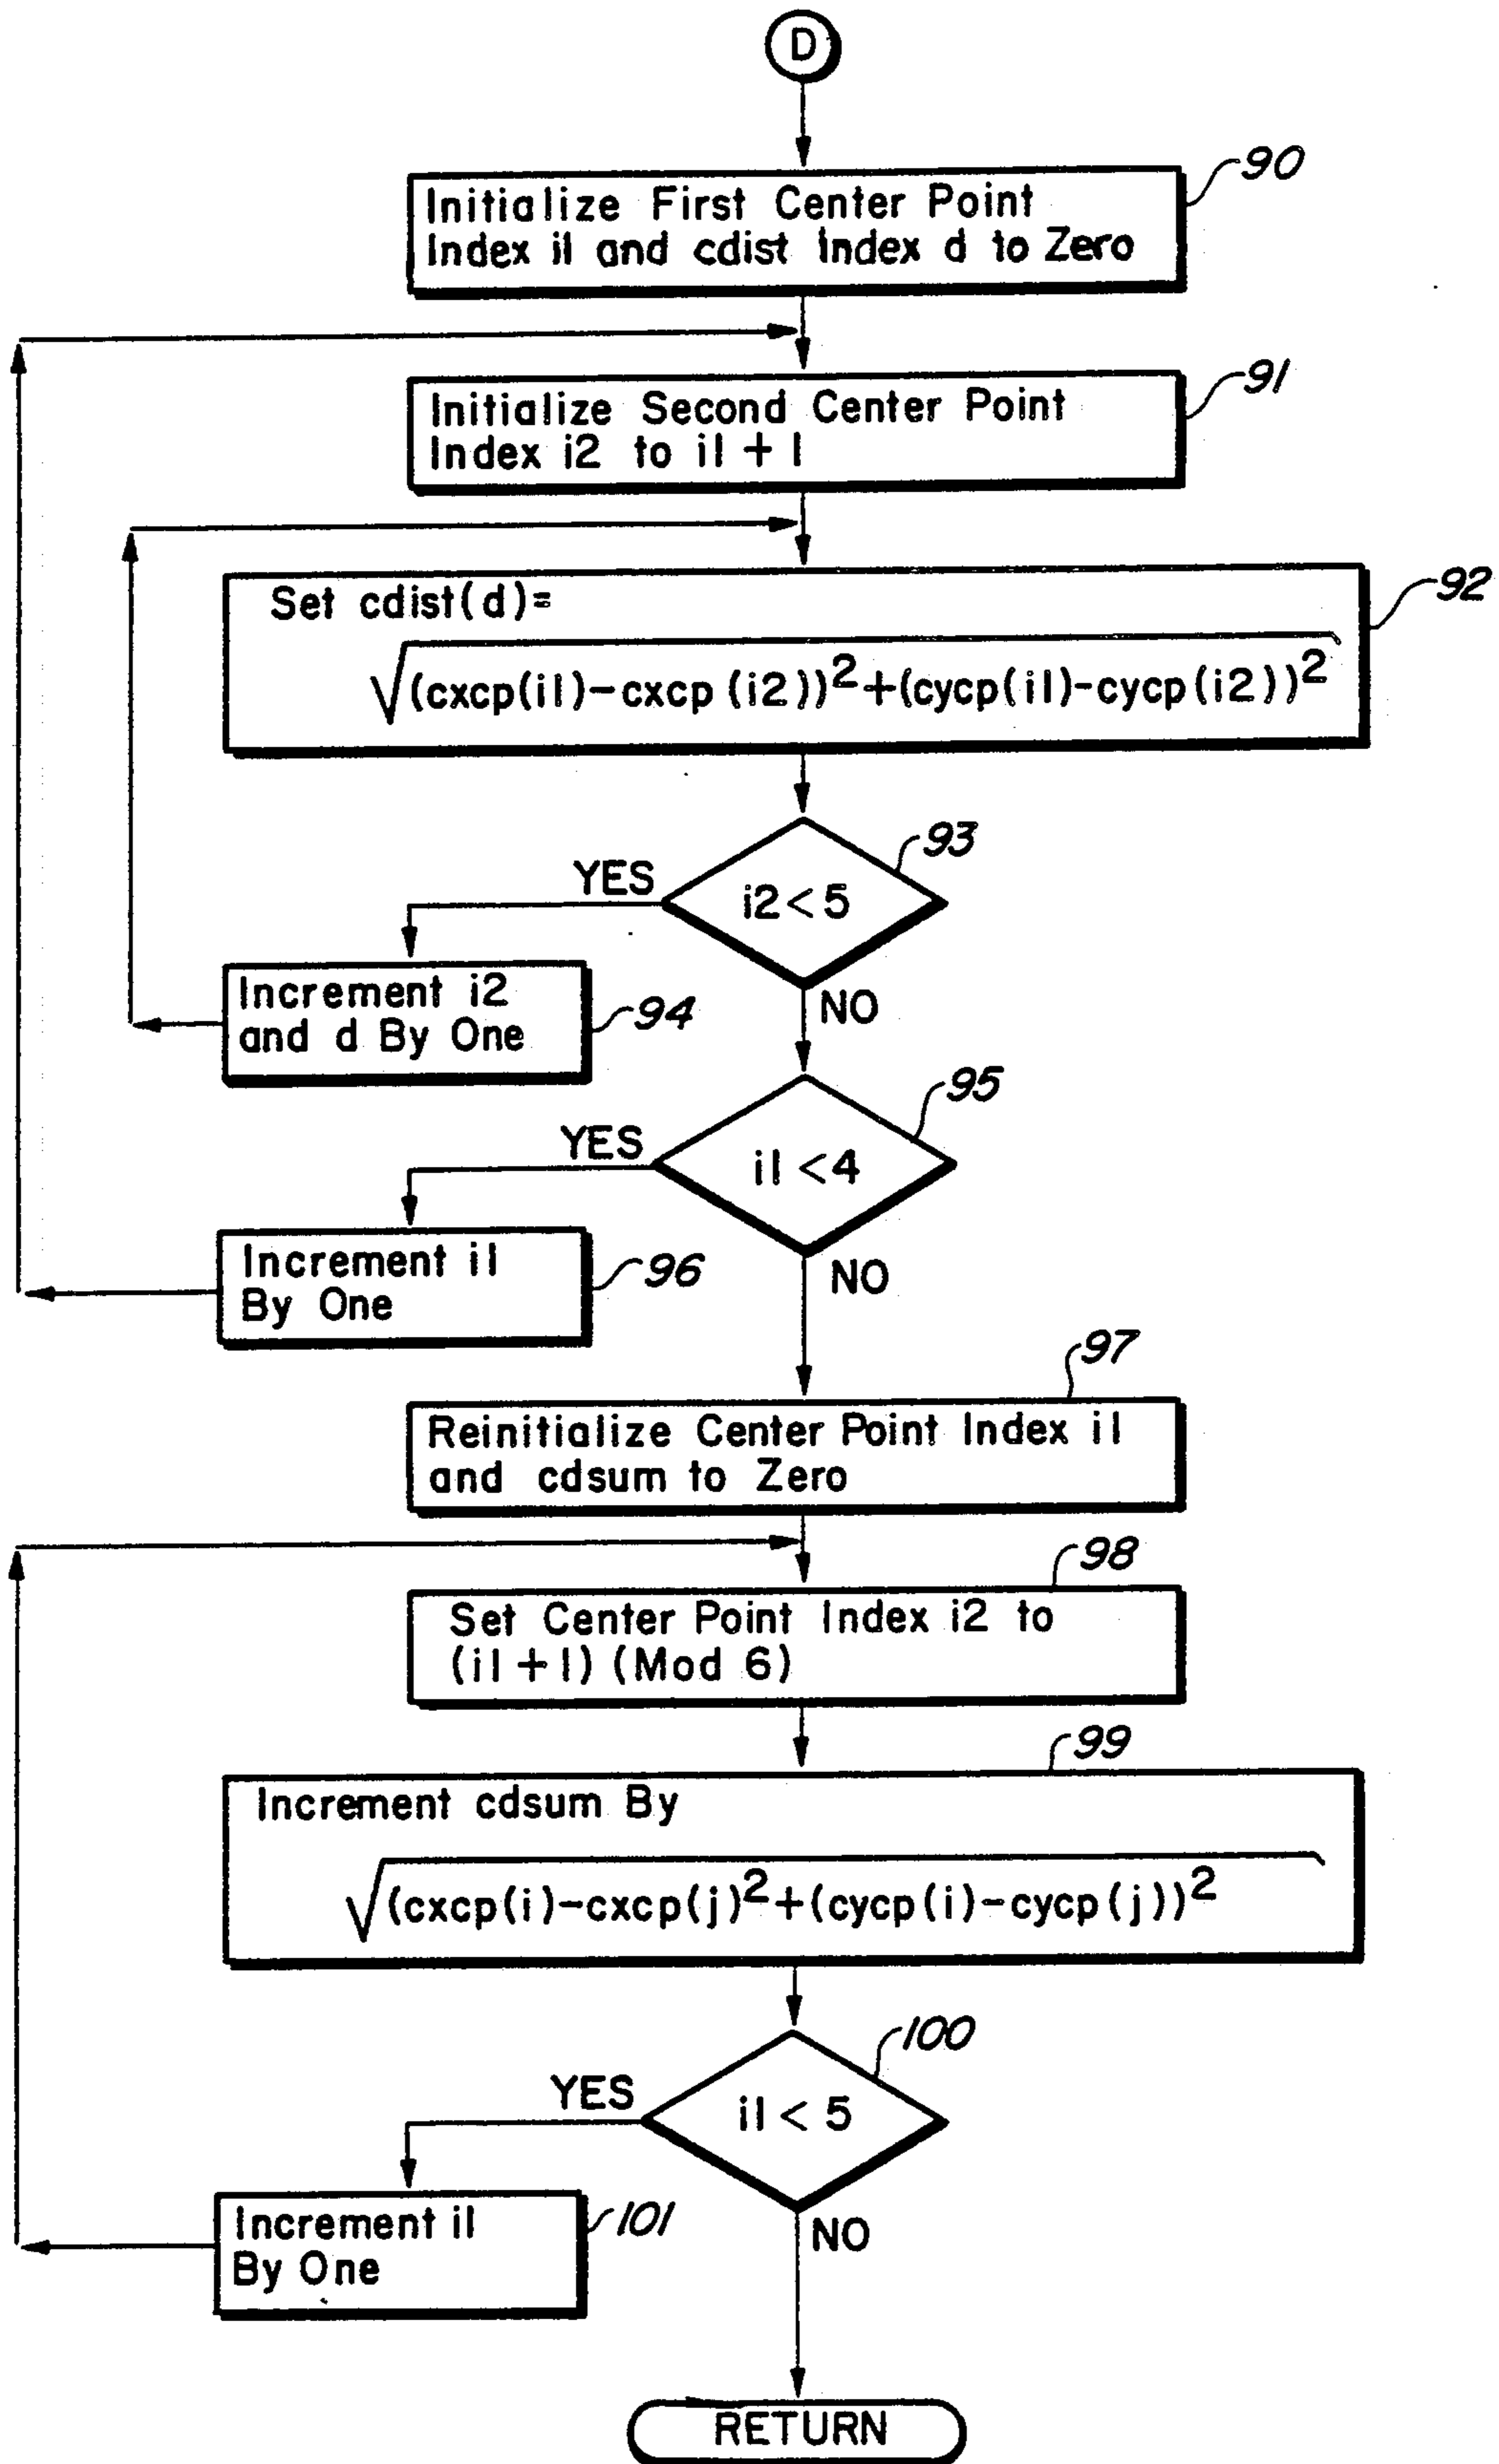 D
90
Initialize First Center Point
Index i1 and cdist Index d to Zero
91
Initialize Second Center Point
Index i2 to i1 + 1
92
Set cdist(d)=
√(cxcp(i1)-cxcp (i2))²+(cycp(i1)-cycp(i2))²
93
YES
i2<5
NO
Increment i2
and d By One
94
95
YES
i1 <4
NO
Increment i1
By One
96
97
Reinitialize Center Point Index i1
and cdsum to Zero
98
Set Center Point Index i2 to
(i1 + 1) (Mod 6)
99
Increment cdsum By
√(cxcp(i)-cxcp(j)²+(cycp(i)-cycp(j))²
100
YES
i1 < 5
NO
Increment i1
By One
101
RETURN